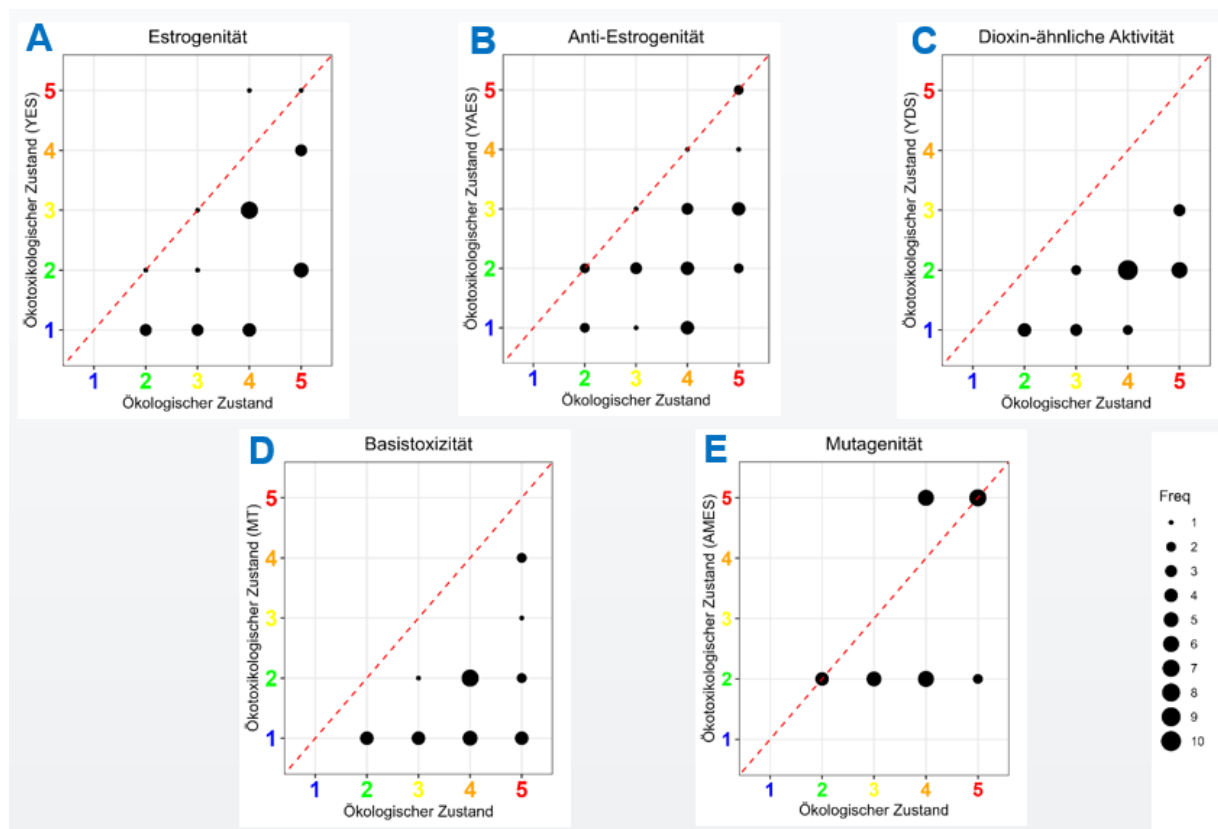 A
Estrogenität
Ökotoxikologischer Zustand (YES)
5
4
3
2
1
1 2 3 4 5
Ökologischer Zustand
B
Anti-Estrogenität
Ökotoxikologischer Zustand (YAES)
5
4
3
2
1
1 2 3 4 5
Ökologischer Zustand
C
Dioxin-ähnliche Aktivität
Ökotoxikologischer Zustand (YDS)
5
4
3
2
1
1 2 3 4 5
Ökologischer Zustand
D
Basistoxizität
Ökotoxikologischer Zustand (MT)
5
4
3
2
1
1 2 3 4 5
Ökologischer Zustand
E
Mutagenität
Ökotoxikologischer Zustand (AMES)
5
4
3
2
1
1 2 3 4 5
Ökologischer Zustand
Freq
1
2
3
4
5
6
7
8
9
10